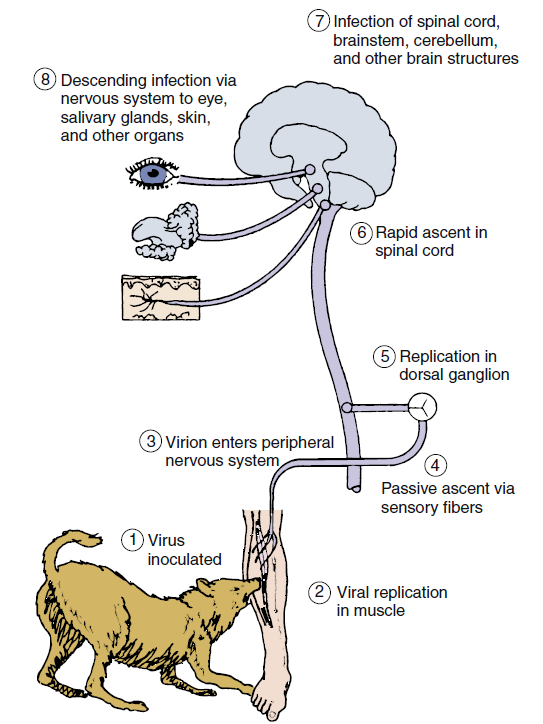 7 Infection of spinal cord,
brainstem, cerebellum,
and other brain structures
8 Descending infection via
nervous system to eye,
salivary glands, skin,
and other organs
6 Rapid ascent in
spinal cord
5 Replication in
dorsal ganglion
3 Virion enters peripheral
nervous system
4
Passive ascent via
sensory fibers
1 Virus
inoculated
2 Viral replication
in muscle